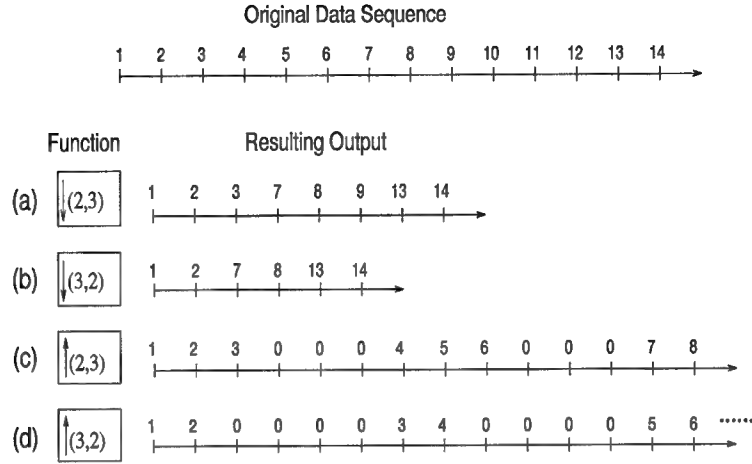 Original Data Sequence
1 2 3 4 5 6 7 8 9 10 11 12 13 14
Function Resulting Output
(a) ↓(2,3) 1 2 3 7 8 9 13 14
(b) ↓(3,2) 1 2 7 8 13 14
(c) ↑(2,3) 1 2 3 0 0 0 4 5 6 0 0 0 7 8
(d) ↑(3,2) 1 2 0 0 0 0 3 4 0 0 0 0 5 6 ......